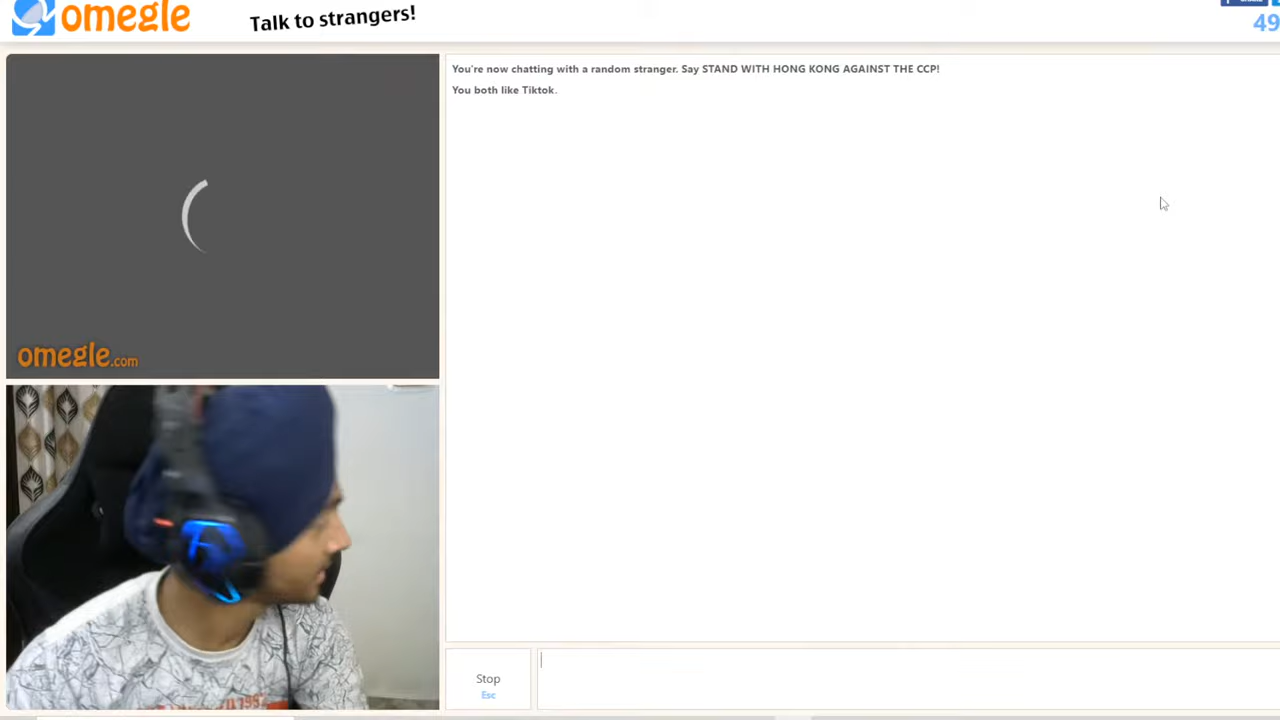 omegle
Talk to strangers!
49
You're now chatting with a random stranger. Say STAND WITH HONG KONG AGAINST THE CCP!
You both like Tiktok.
omegle.com
Stop
Esc